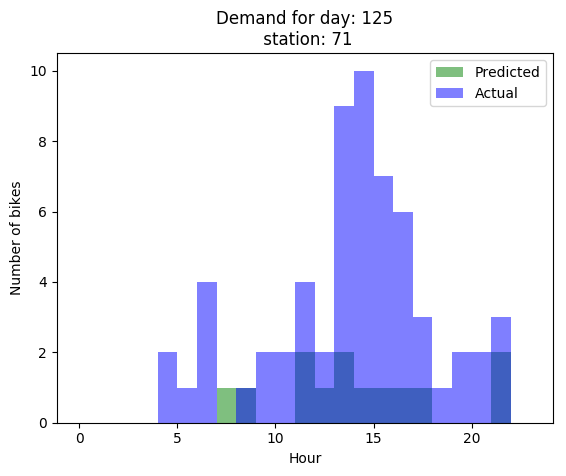 Demand for day: 125
station: 71
Predicted
Actual
Number of bikes
10
8
6
4
2
0
0 5 10 15 20
Hour